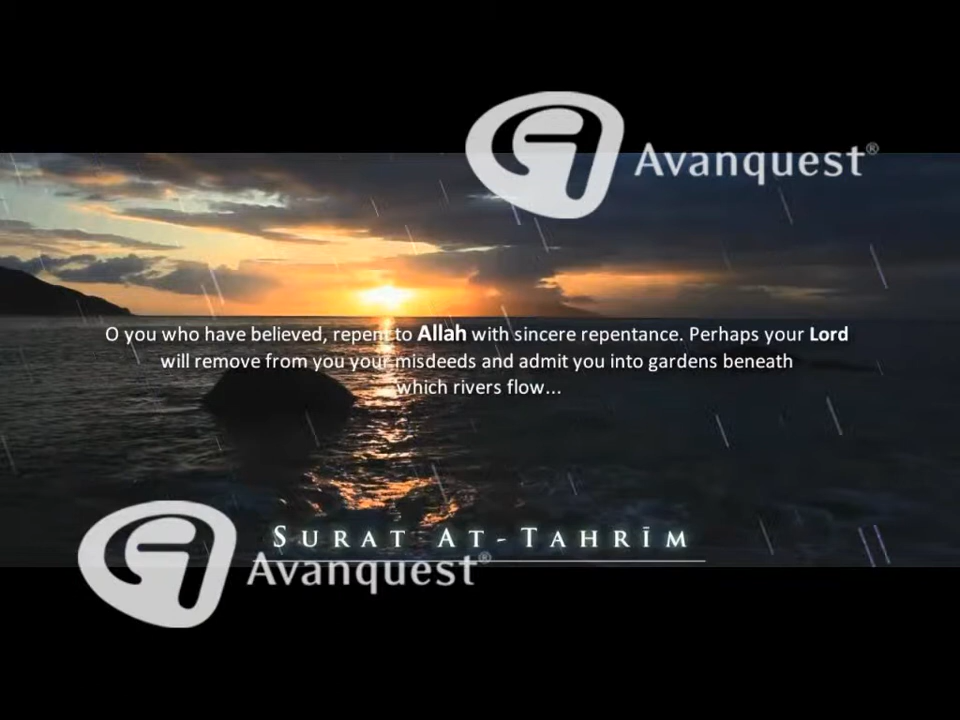 Avanquest®
O you who have believed, repent to Allah with sincere repentance. Perhaps your Lord
will remove from you your misdeeds and admit you into gardens beneath
which rivers flow...
SURAT AT-TAHRĪM
Avanquest®